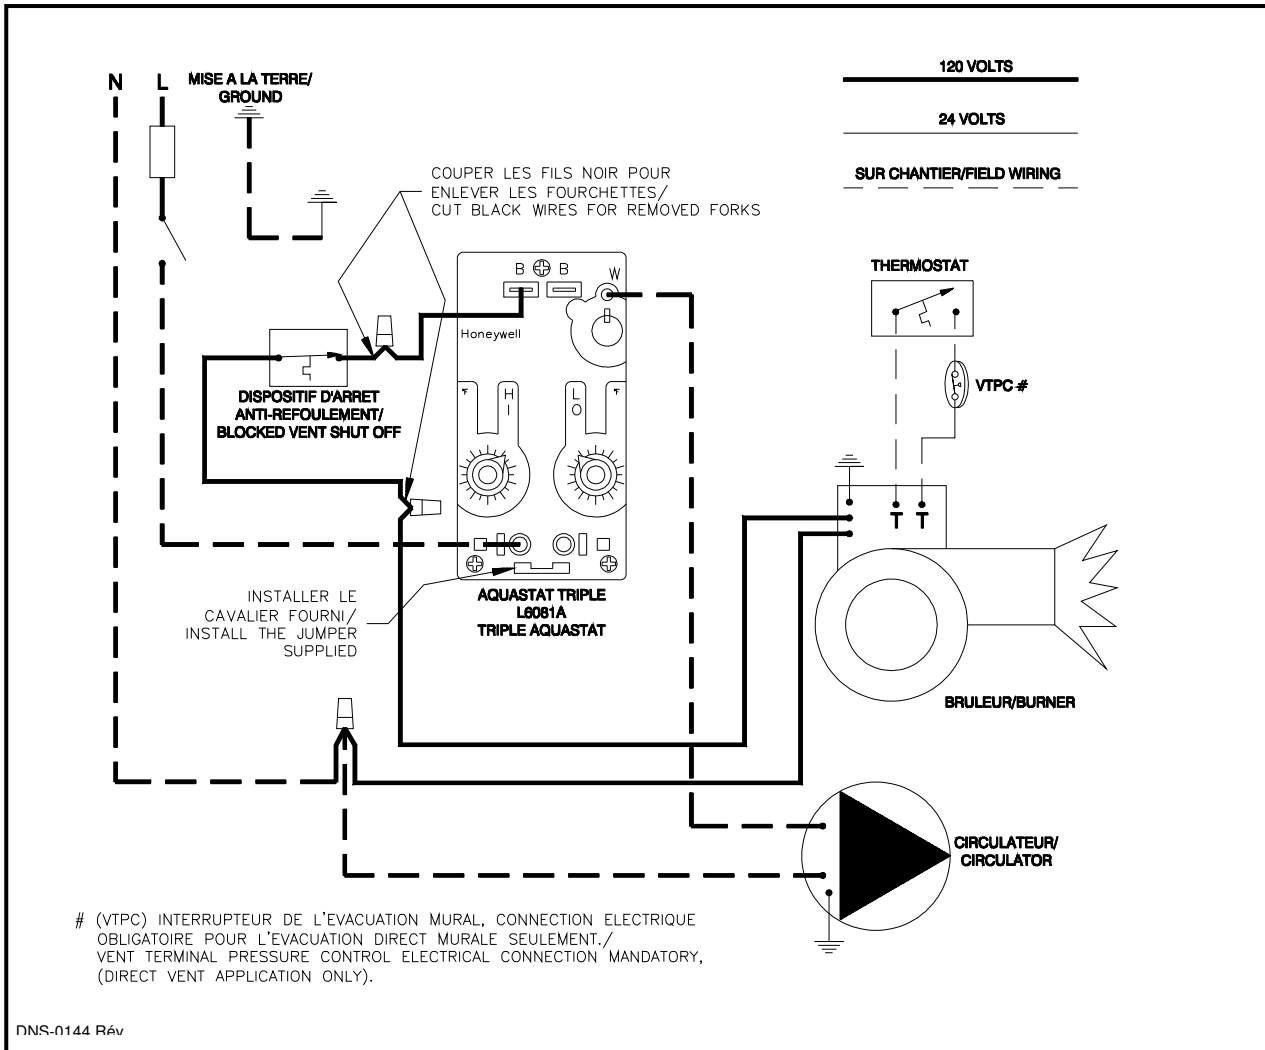 N L MISE A LA TERRE/
GROUND
120 VOLTS
24 VOLTS
SUR CHANTIER/FIELD WIRING
COUPER LES FILS NOIR POUR
ENLEVER LES FOURCHETTES/
CUT BLACK WIRES FOR REMOVED FORKS
B B
W
Honeywell
°F HI LO °F
THERMOSTAT
VTPC #
T T
DISPOSITIF D'ARRET
ANTI-REFOULEMENT/
BLOCKED VENT SHUT OFF
INSTALLER LE
CAVALIER FOURNI/
INSTALL THE JUMPER
SUPPLIED
AQUASTAT TRIPLE
L6081A
TRIPLE AQUASTAT
BRULEUR/BURNER
CIRCULATEUR/
CIRCULATOR
# (VTPC) INTERRUPTEUR DE L'EVACUATION MURAL, CONNECTION ELECTRIQUE
OBLIGATOIRE POUR L'EVACUATION DIRECT MURALE SEULEMENT./
VENT TERMINAL PRESSURE CONTROL ELECTRICAL CONNECTION MANDATORY,
(DIRECT VENT APPLICATION ONLY).
DNS-0144 Rév